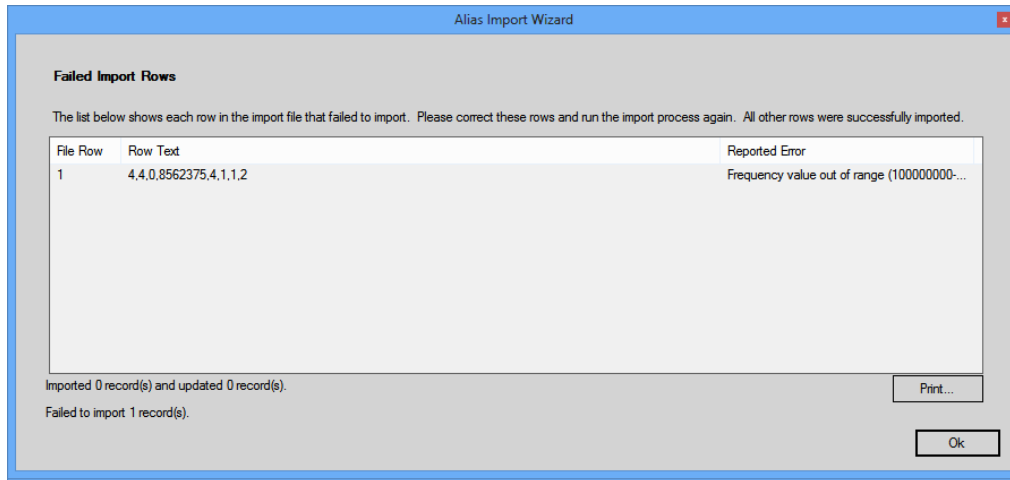 Alias Import Wizard
x
Failed Import Rows
The list below shows each row in the import file that failed to import. Please correct these rows and run the import process again. All other rows were successfully imported.
File Row Row Text Reported Error
1 4,4,0,8562375,4,1,1,2 Frequency value out of range (100000000-...
Imported 0 record(s) and updated 0 record(s).
Print...
Failed to import 1 record(s).
Ok